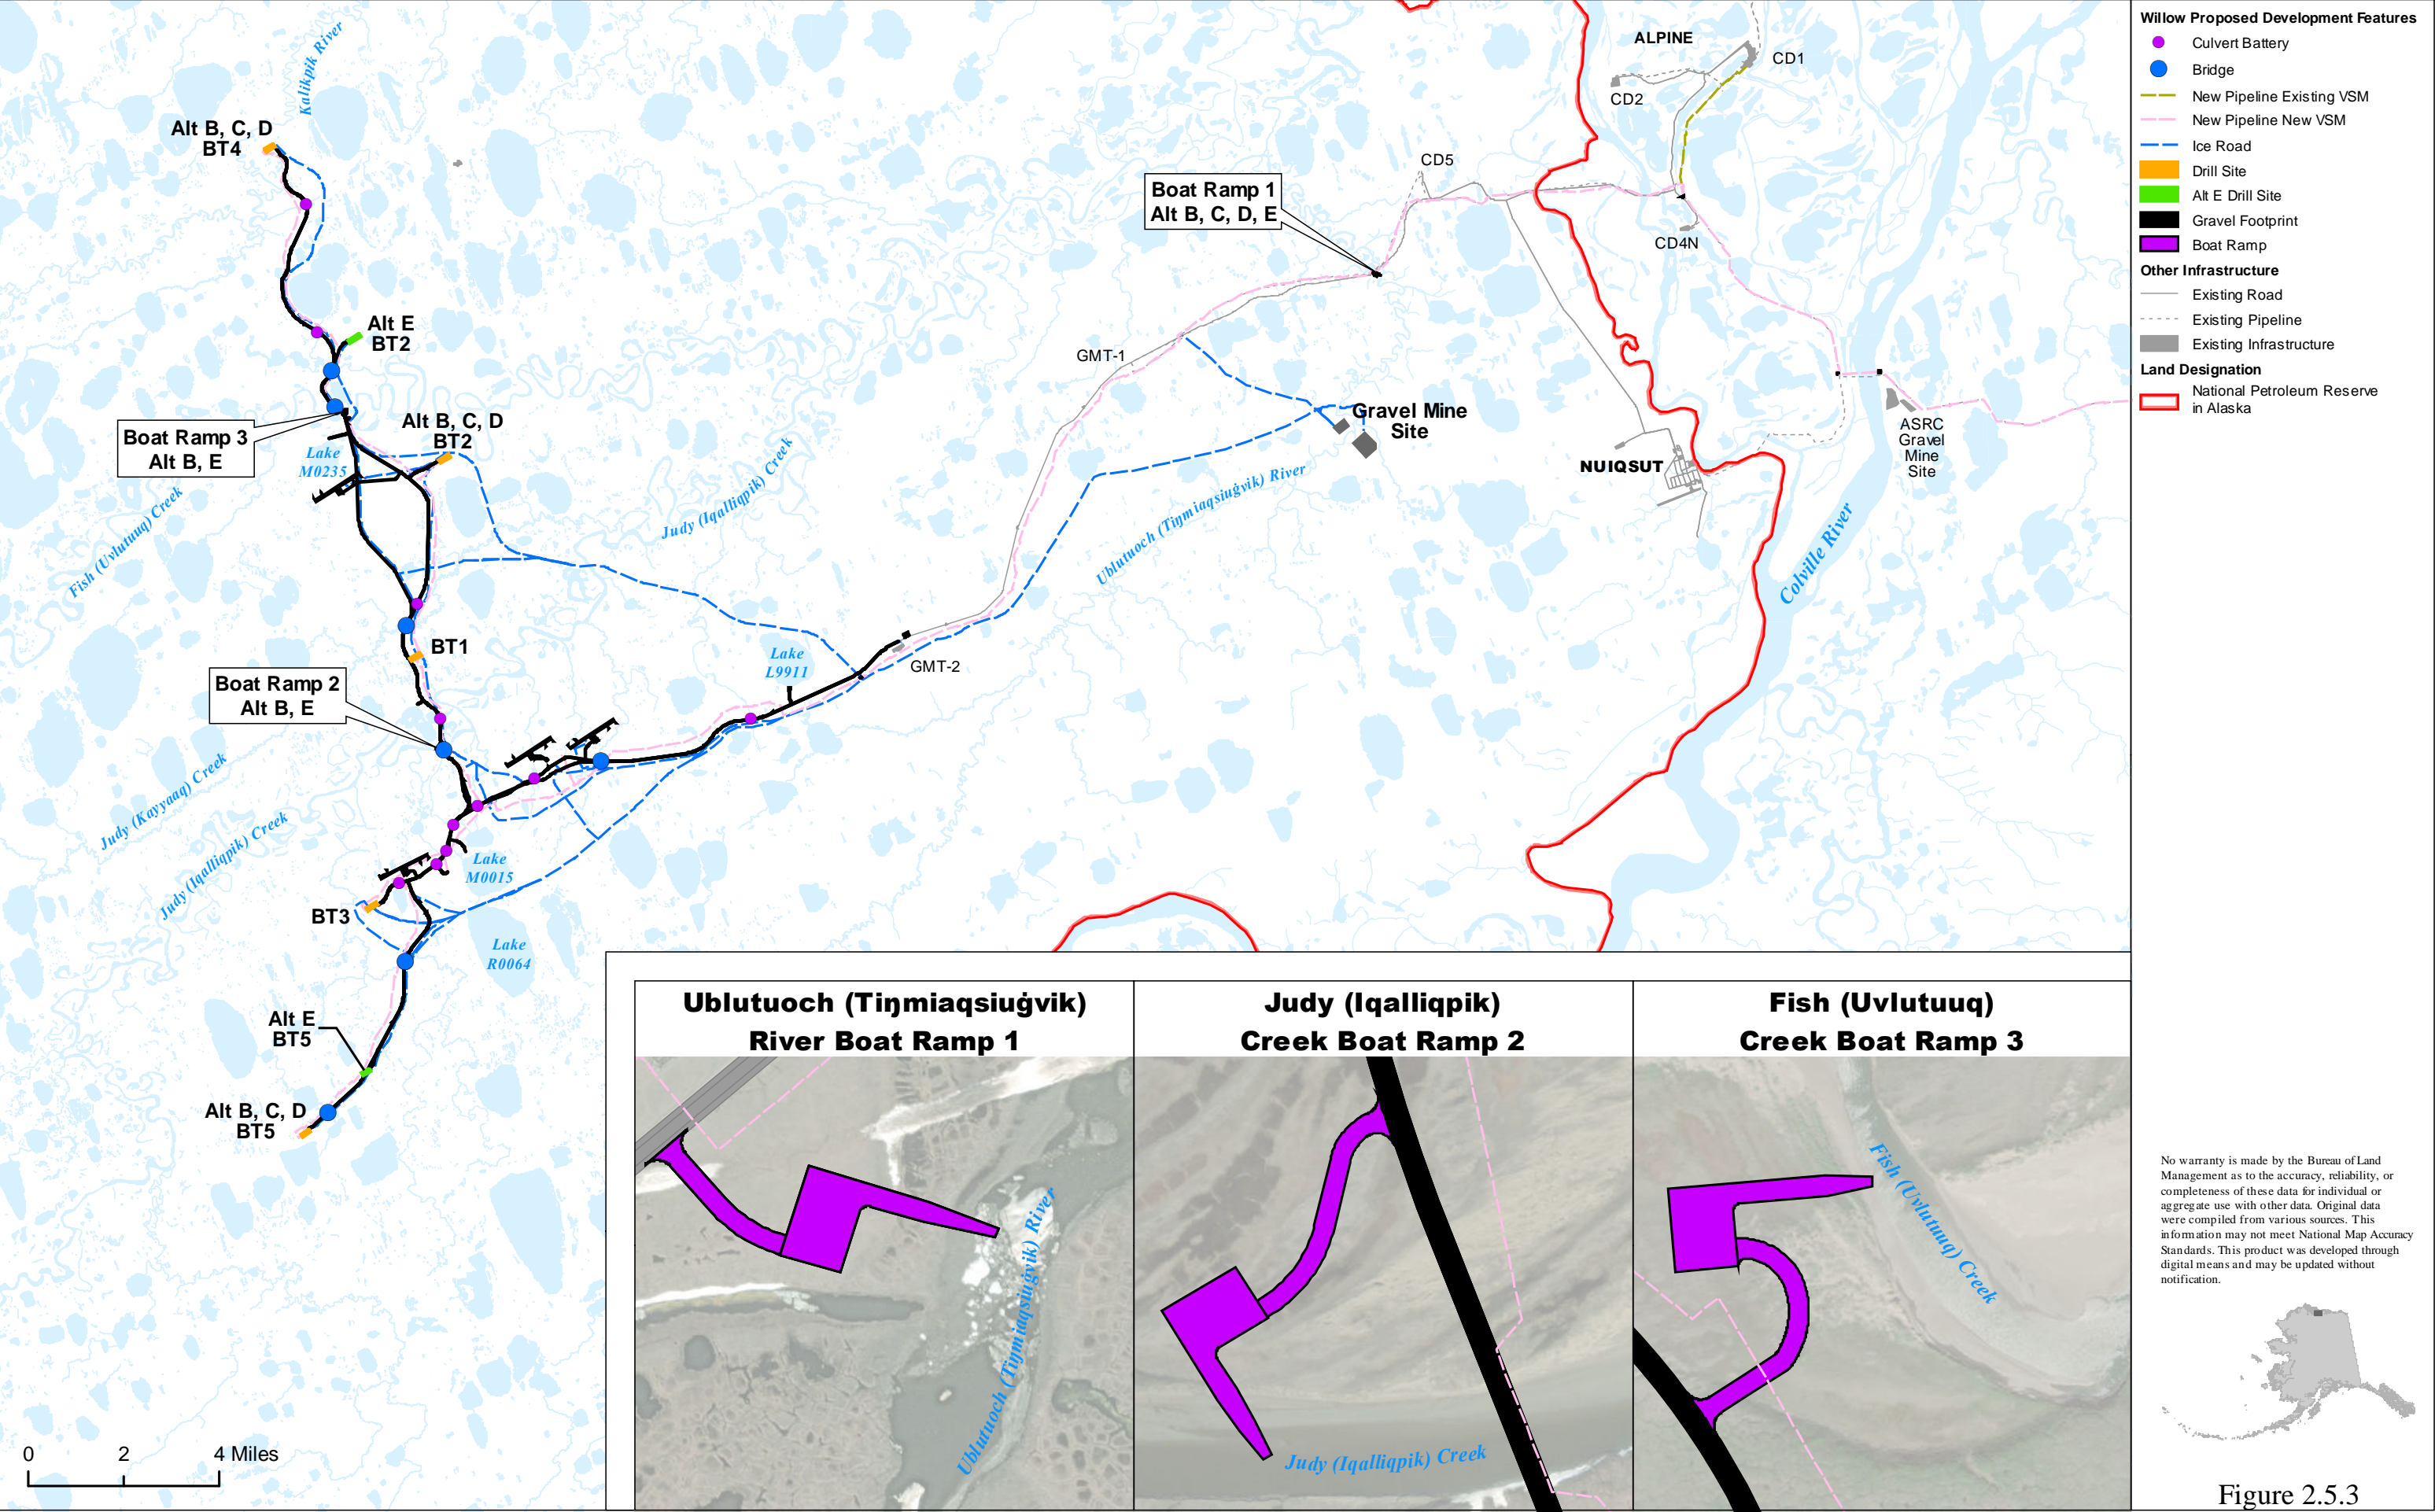 Kalikpik River
Alt B, C, D
BT4
Alt E
BT2
Boat Ramp 3
Alt B, E
Lake
M0235
Alt B, C, D
BT2
Fish (Uvlutuuq) Creek
Judy (Iqalliqpik) Creek
BT1
Boat Ramp 2
Alt B, E
Judy (Kayyaaq) Creek
Judy (Iqalliqpik) Creek
Lake
M0015
BT3
Lake
R0064
Alt E
BT5
Alt B, C, D
BT5
Lake
L9911
GMT-2
GMT-1
Boat Ramp 1
Alt B, C, D, E
Gravel Mine
Site
Ublutuoch (Tiŋmiaqsiuġvik) River
ALPINE
CD1
CD2
CD5
CD4N
NUIQSUT
Colville River
ASRC
Gravel
Mine
Site
0 2 4 Miles
Ublutuoch (Tiŋmiaqsiuġvik)
River Boat Ramp 1
Ublutuoch (Tiŋmiaqsiuġvik) River
Judy (Iqalliqpik)
Creek Boat Ramp 2
Judy (Iqalliqpik) Creek
Fish (Uvlutuuq)
Creek Boat Ramp 3
Fish (Uvlutuuq) Creek
Willow Proposed Development Features
Culvert Battery
Bridge
New Pipeline Existing VSM
New Pipeline New VSM
Ice Road
Drill Site
Alt E Drill Site
Gravel Footprint
Boat Ramp
Other Infrastructure
Existing Road
Existing Pipeline
Existing Infrastructure
Land Designation
National Petroleum Reserve
in Alaska
No warranty is made by the Bureau of Land
Management as to the accuracy, reliability, or
completeness of these data for individual or
aggregate use with other data. Original data
were compiled from various sources. This
information may not meet National Map Accuracy
Standards. This product was developed through
digital means and may be updated without
notification.
Figure 2.5.3